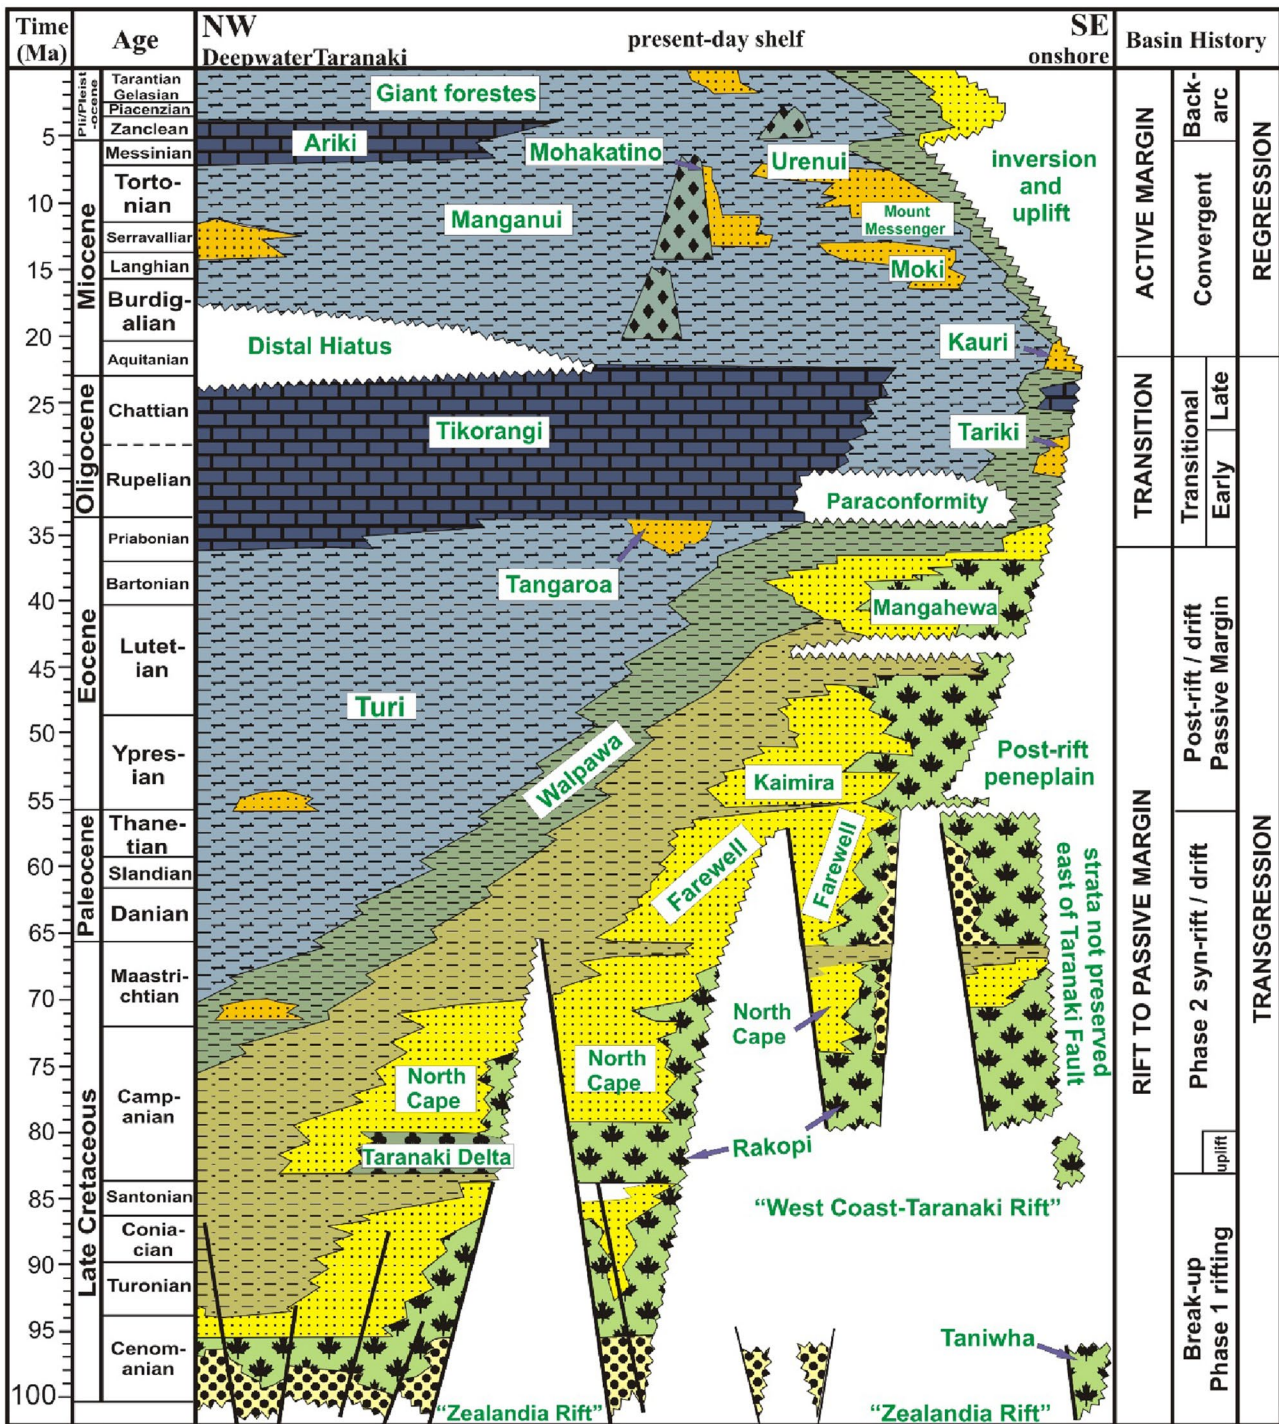 Time
(Ma)
Age
NW
DeepwaterTaranaki
present-day shelf
SE
onshore
Basin History
Pli/Pleist
-ocene
Miocene
Oligocene
Eocene
Paleocene
Late Cretaceous
5
10
15
20
25
30
35
40
45
50
55
60
65
70
75
80
85
90
95
100
Tarantian
Gelasian
Piacenzian
Zanclean
Messinian
Torto-
nian
Serravalliar
Langhian
Burdig-
alian
Aquitanian
Chattian
Rupelian
Priabonian
Bartonian
Lutet-
ian
Ypres-
ian
Thane-
tian
Slandian
Danian
Maastri-
chtian
Camp-
anian
Santonian
Conia-
cian
Turonian
Cenom-
anian
Giant forestes
Ariki
Mohakatino
Urenui
inversion
and
uplift
Manganui
Mount
Messenger
Moki
Distal Hiatus
Kauri
Tikorangi
Tariki
Paraconformity
Tangaroa
Mangahewa
Turi
Walpawa
Kaimira
Post-rift
peneplain
Farewell
Farewell
strata not preserved
east of Taranaki Fault
North
Cape
North
Cape
North
Cape
Taranaki Delta
Rakopi
“West Coast-Taranaki Rift”
Taniwha
“Zealandia Rift”
“Zealandia Rift”
ACTIVE MARGIN
TRANSITION
RIFT TO PASSIVE MARGIN
Back-
arc
Convergent
Transitional
Late
Early
Post-rift / drift
Passive Margin
Phase 2 syn-rift / drift
uplift
Break-up
Phase 1 rifting
REGRESSION
TRANSGRESSION